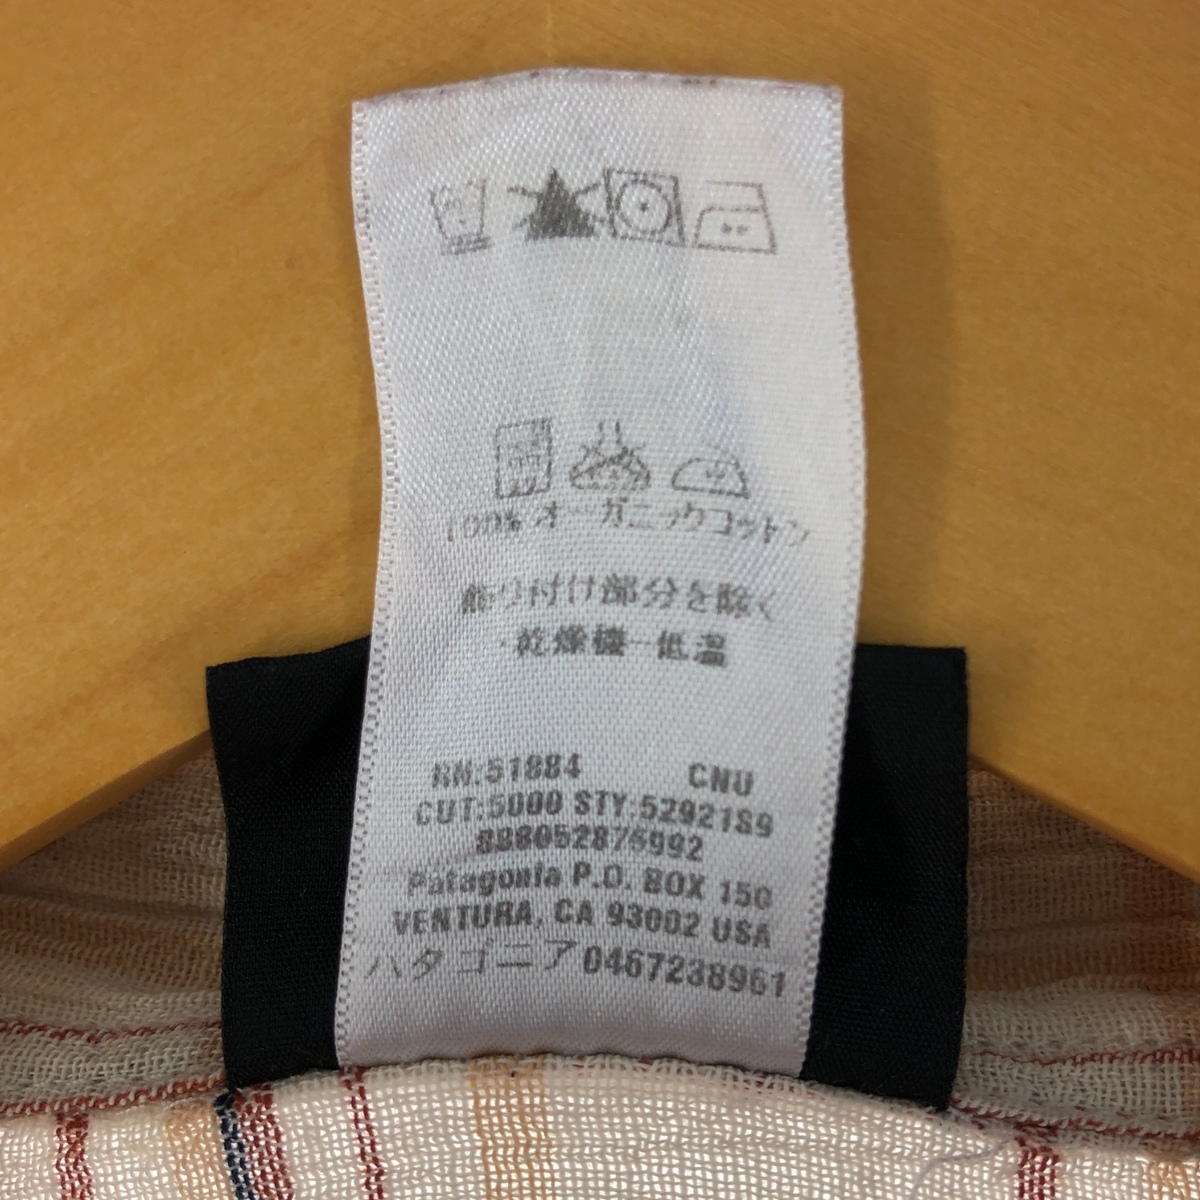 100% オーガニックコットン
飾り付け部分を除く
・乾燥機－低温
RN:51884 CNU
CUT:5000 STY:52921S9
888052875992
Patagonia P.O. BOX 150
VENTURA, CA 93002 USA
パタゴニア 0467238961